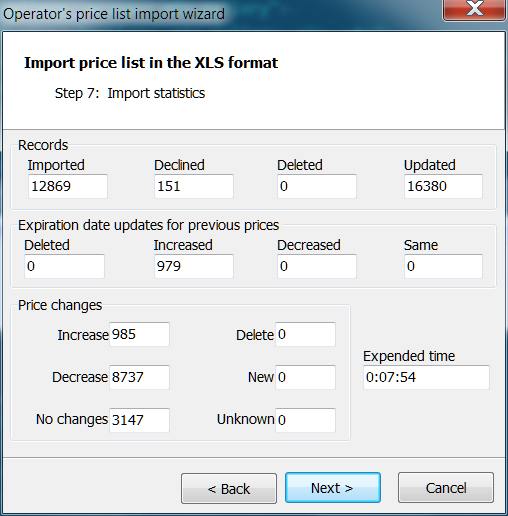 Operator's price list import wizard
X
Import price list in the XLS format
Step 7: Import statistics
Records
Imported Declined Deleted Updated
12869 151 0 16380
Expiration date updates for previous prices
Deleted Increased Decreased Same
0 979 0 0
Price changes
Increase 985 Delete 0
Expended time
Decrease 8737 New 0 0:07:54
No changes 3147 Unknown 0
< Back Next > Cancel